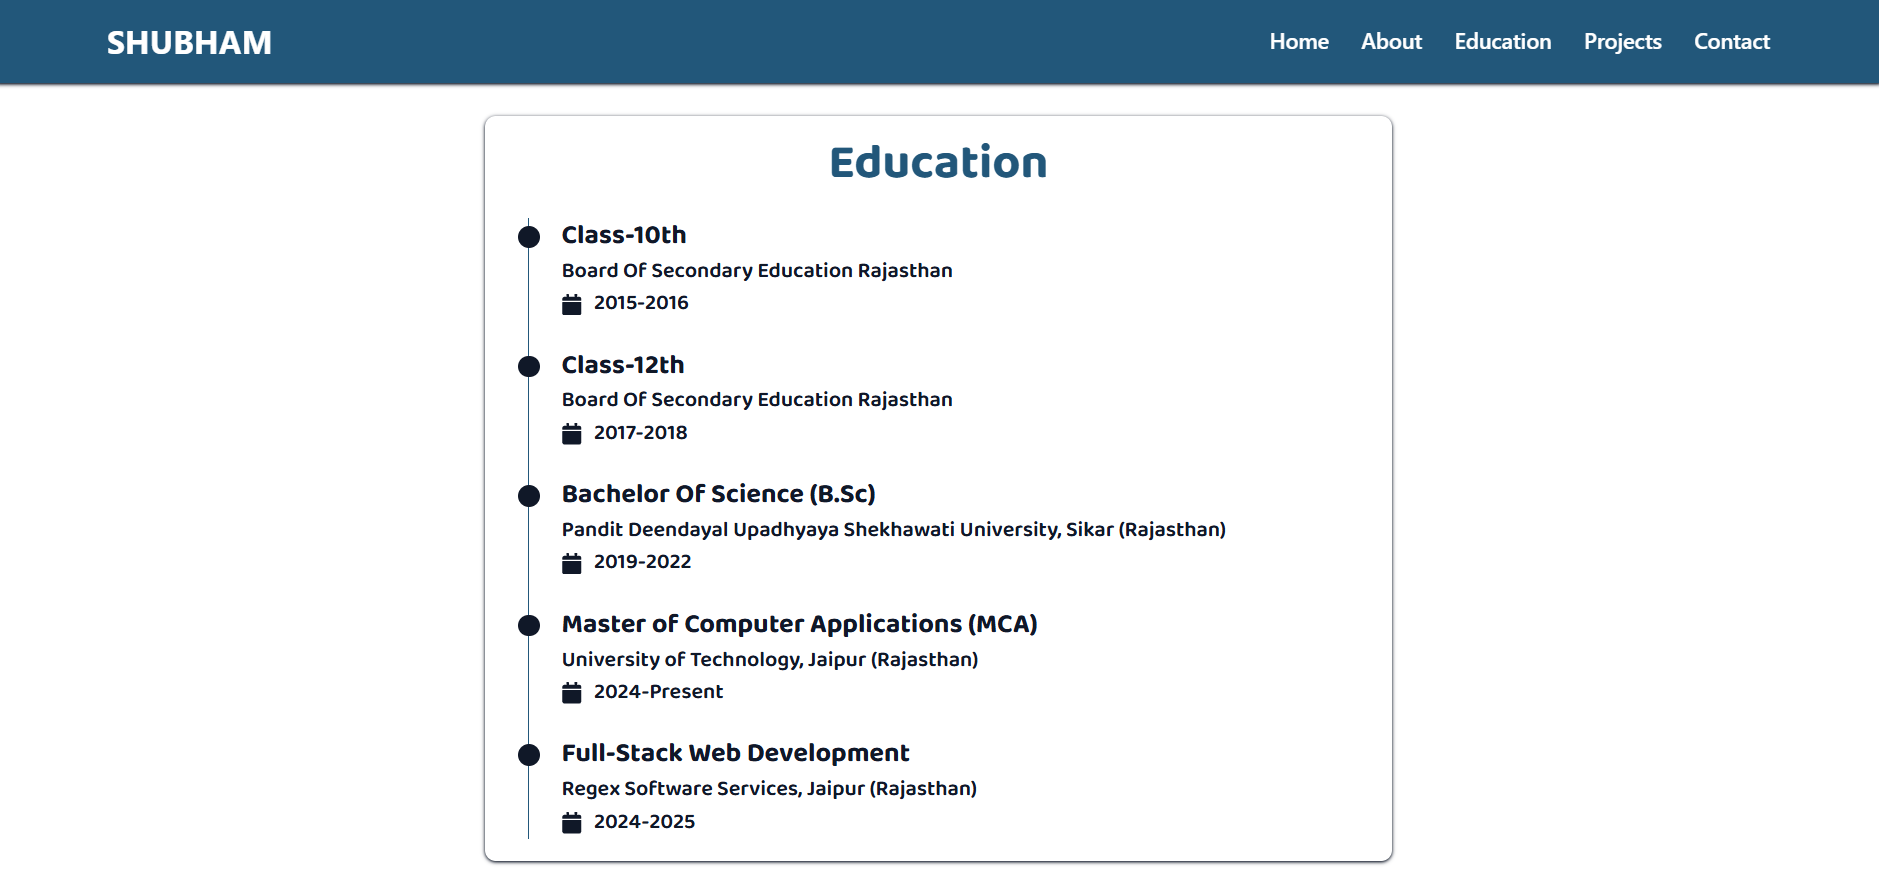 SHUBHAM
Home About Education Projects Contact
Education
Class-10th
Board Of Secondary Education Rajasthan
2015-2016
Class-12th
Board Of Secondary Education Rajasthan
2017-2018
Bachelor Of Science (B.Sc)
Pandit Deendayal Upadhyaya Shekhawati University, Sikar (Rajasthan)
2019-2022
Master of Computer Applications (MCA)
University of Technology, Jaipur (Rajasthan)
2024-Present
Full-Stack Web Development
Regex Software Services, Jaipur (Rajasthan)
2024-2025